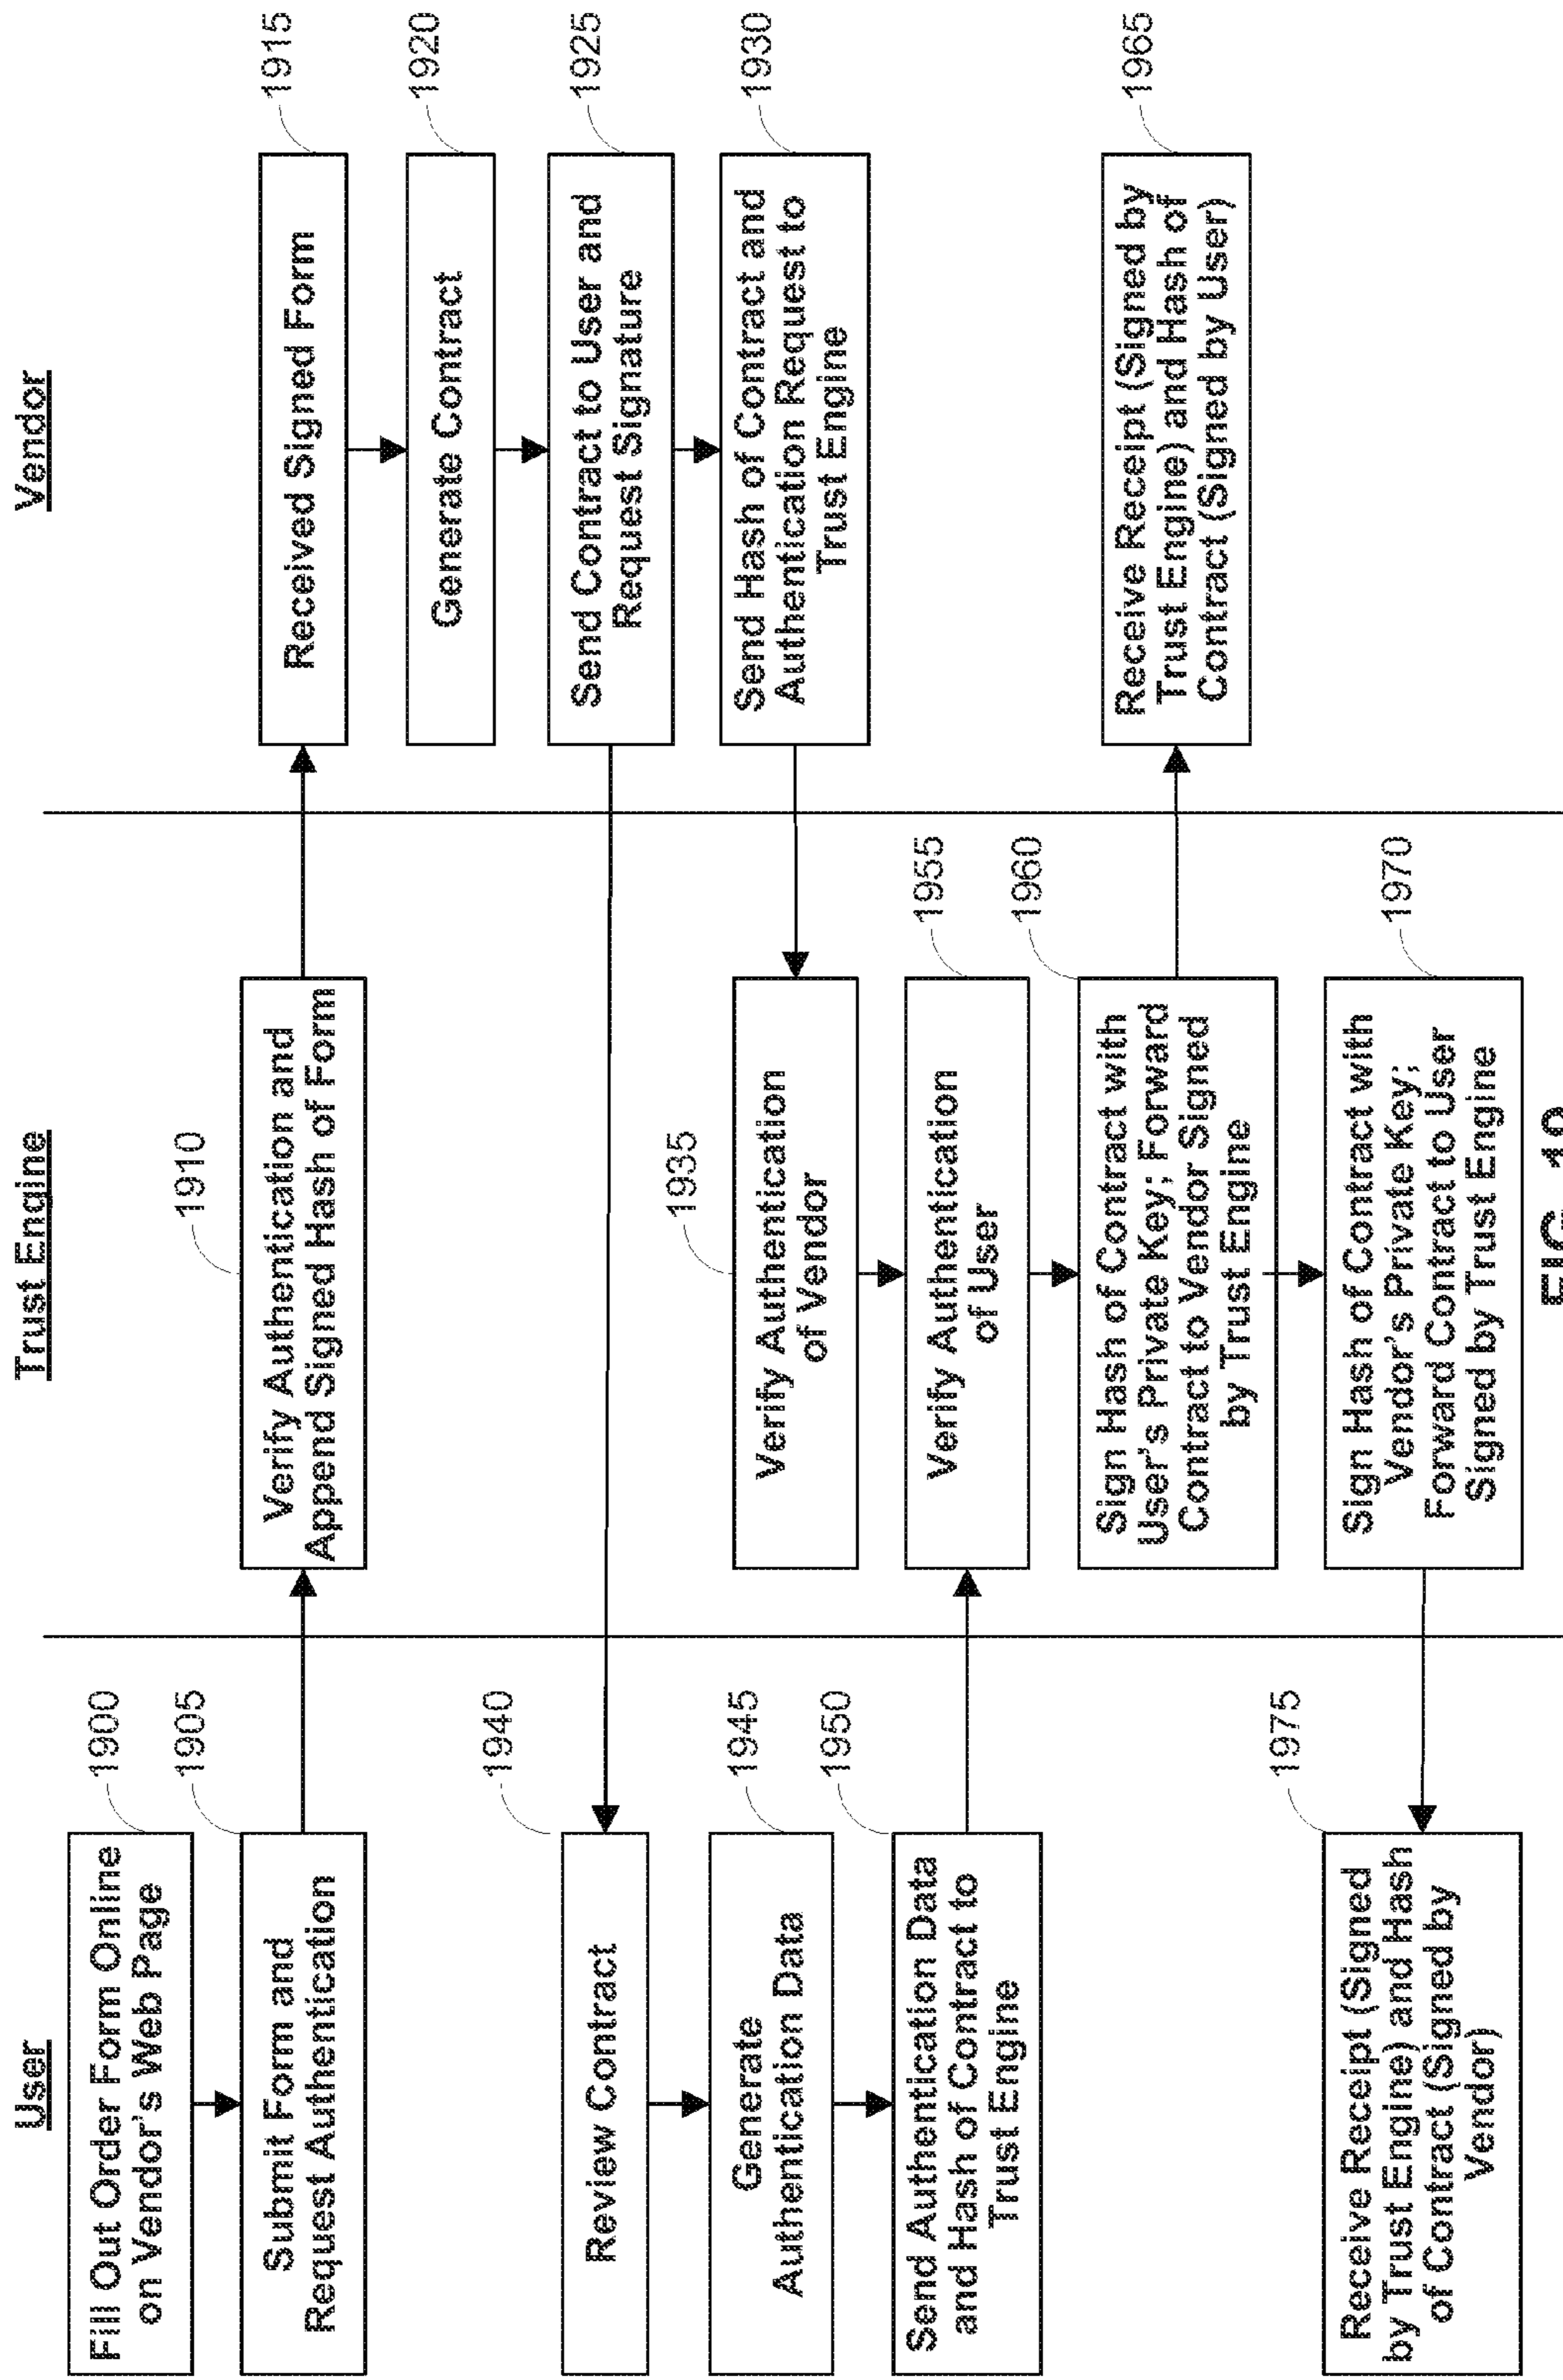 User
Fill Out Order Form Online
on Vendor's Web Page
1900
Submit Form and
Request Authentication
1905
Review Contract
1940
Generate
Authentication Data
1945
Send Authentication Data
and Hash of Contract to
Trust Engine
1950
Receive Receipt (Signed
by Trust Engine) and Hash
of Contract (Signed by
Vendor)
1975
Trust Engine
Verify Authentication and
Append Signed Hash of Form
1910
Verify Authentication
of Vendor
1935
Verify Authentication
of User
1955
Sign Hash of Contract with
User's Private Key; Forward
Contract to Vendor Signed
by Trust Engine
1960
Sign Hash of Contract with
Vendor's Private Key;
Forward Contract to User
Signed by Trust Engine
1970
Vendor
Received Signed Form
1915
Generate Contract
1920
Send Contract to User and
Request Signature
1925
Send Hash of Contract and
Authentication Request to
Trust Engine
1930
Receive Receipt (Signed by
Trust Engine) and Hash of
Contract (Signed by User)
1965
FIG.